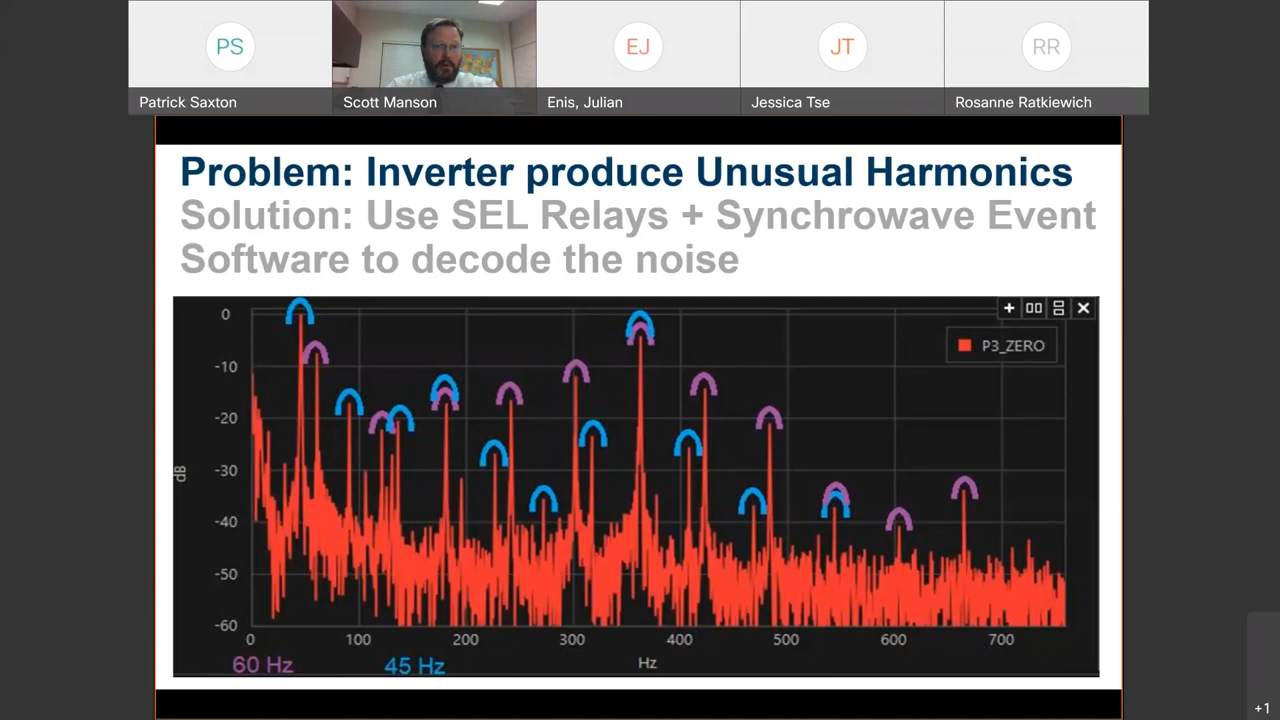 PS
EJ
JT
RR
Patrick Saxton
Scott Manson
Enis, Julian
Jessica Tse
Rosanne Ratkiewich
Problem: Inverter produce Unusual Harmonics
Solution: Use SEL Relays + Synchrowave Event
Software to decode the noise
P3_ZERO
0
-10
-20
-30
-40
-50
-60
dB
0 100 200 300 400 500 600 700
60 Hz 45 Hz Hz
+1